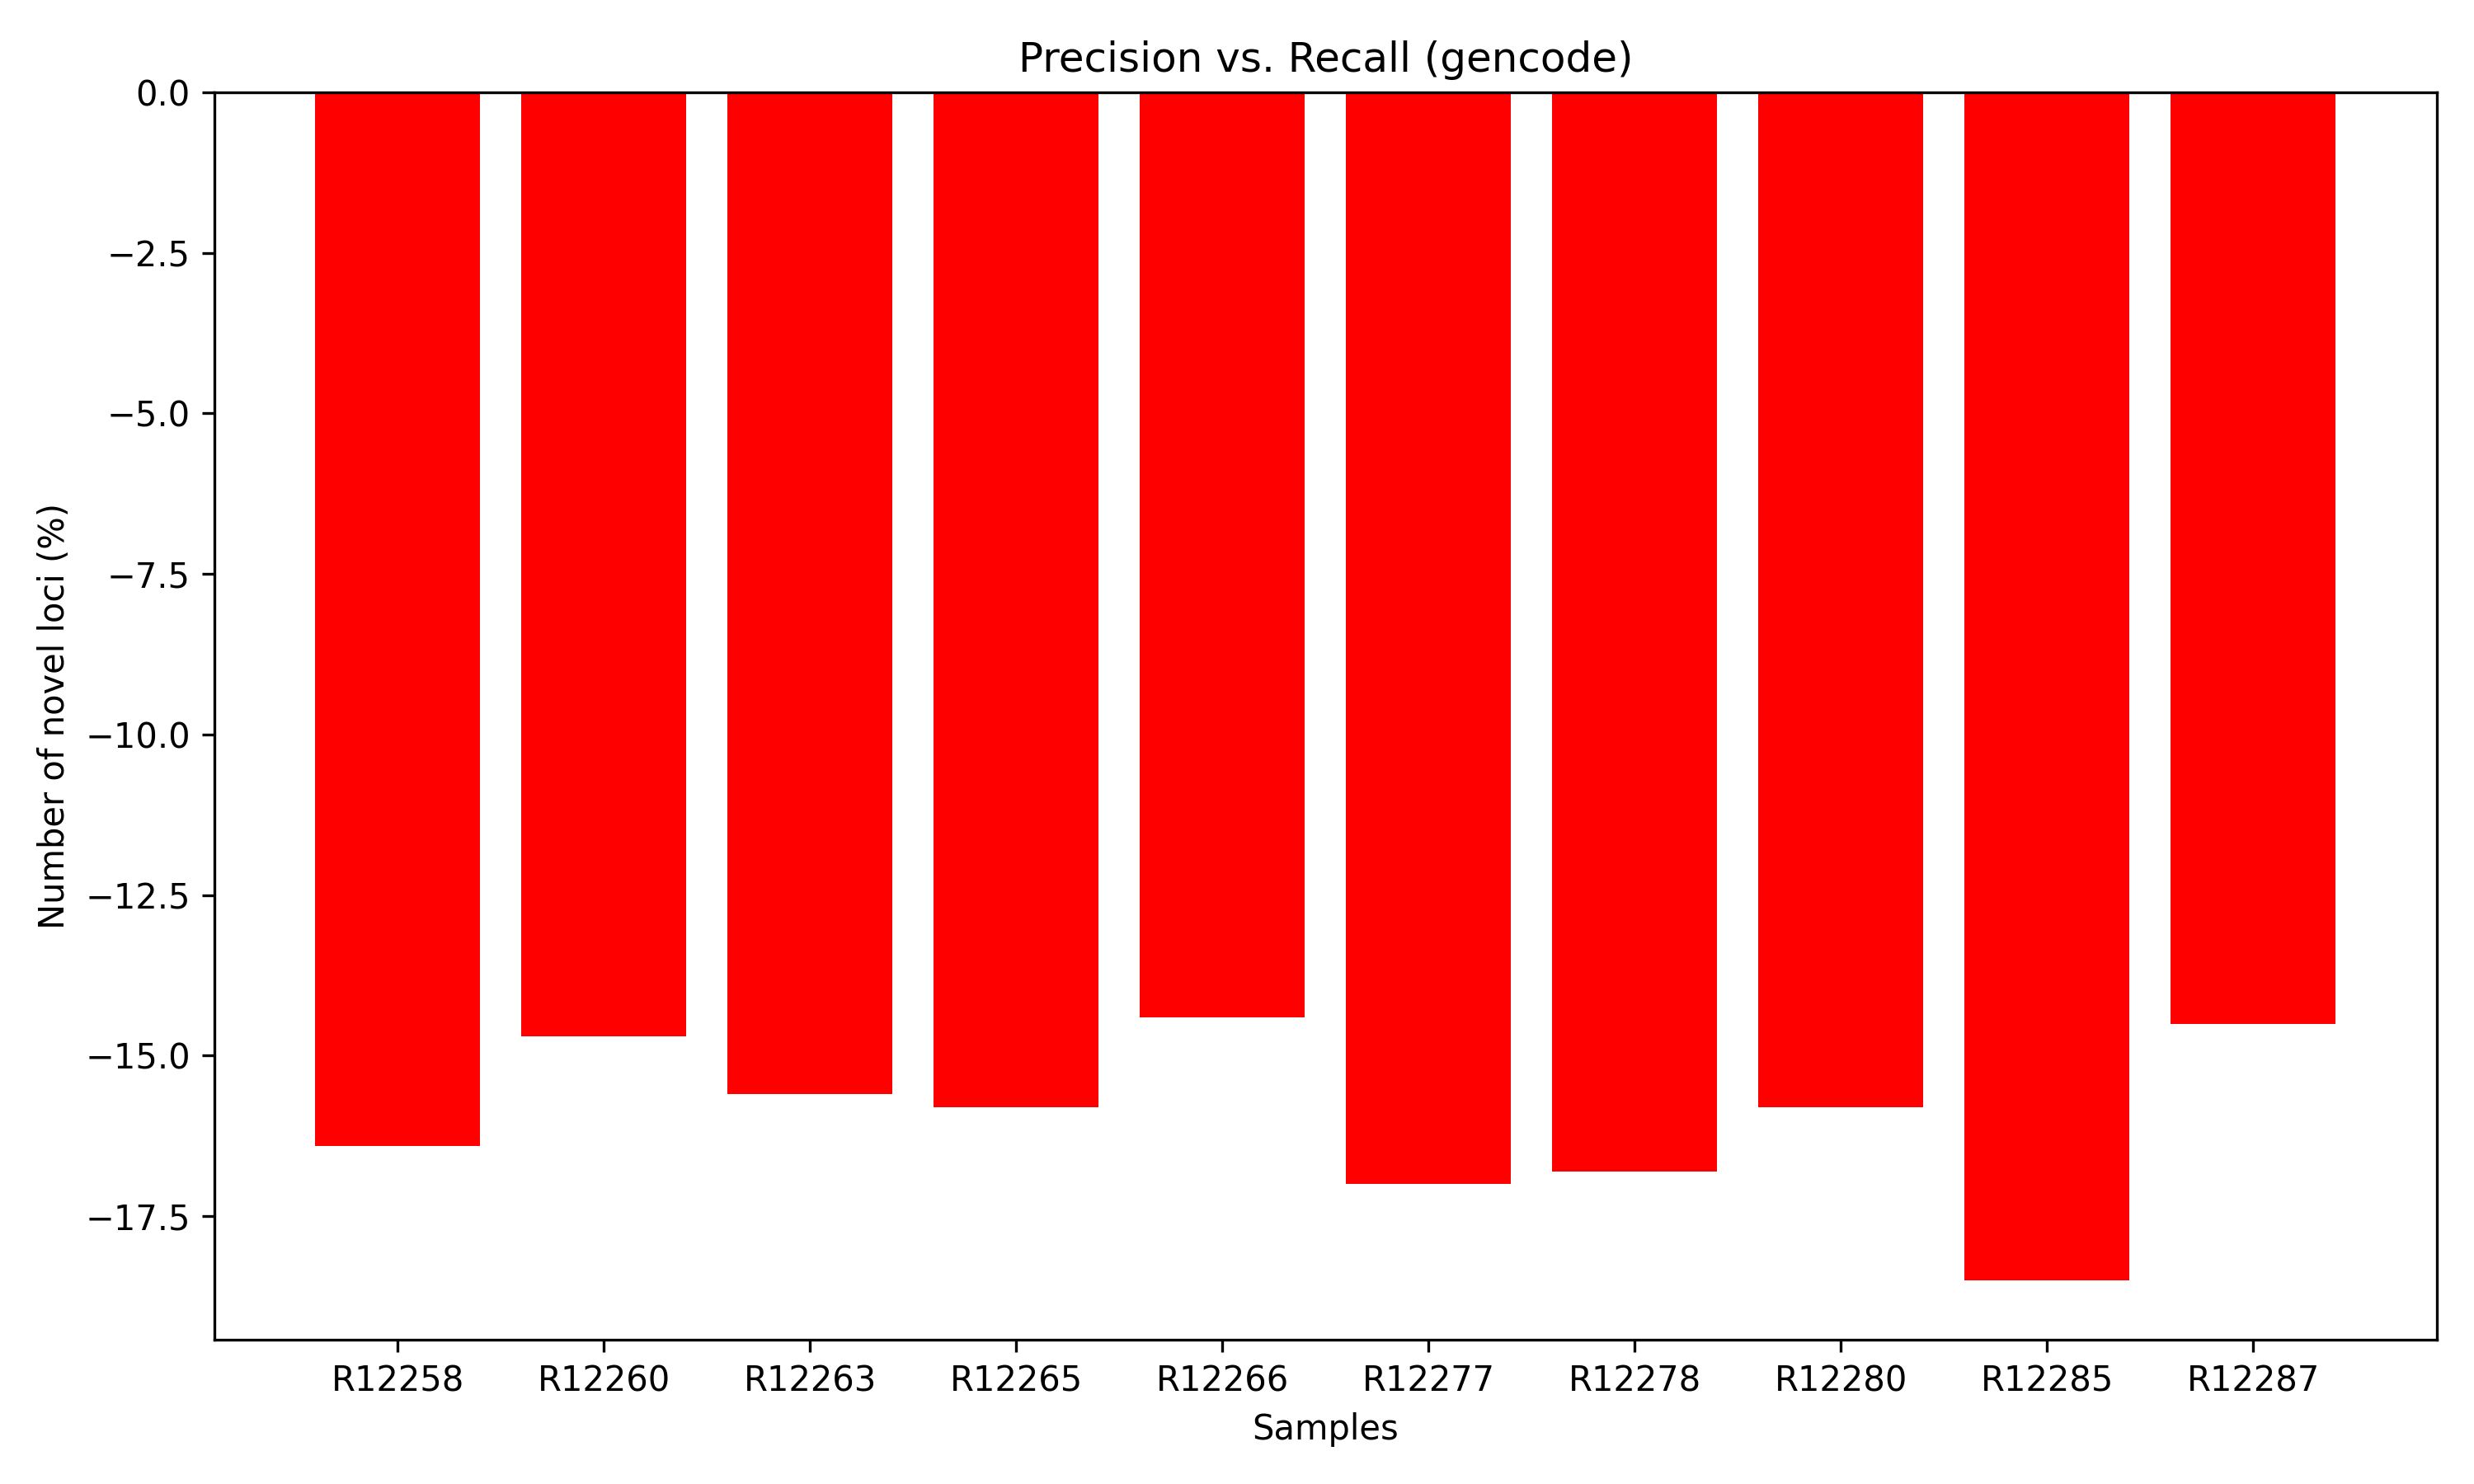 Precision vs. Recall (gencode)
0.0
−2.5
−5.0
−7.5
−10.0
−12.5
−15.0
−17.5
Number of novel loci (%)
R12258 R12260 R12263 R12265 R12266 R12277 R12278 R12280 R12285 R12287
Samples